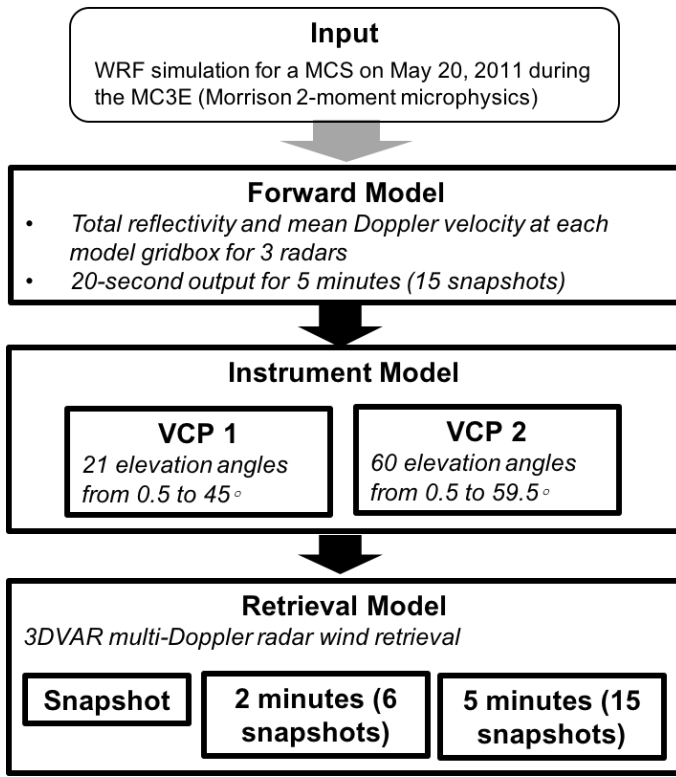 Input
WRF simulation for a MCS on May 20, 2011 during
the MC3E (Morrison 2-moment microphysics)
Forward Model
• Total reflectivity and mean Doppler velocity at each
model gridbox for 3 radars
• 20-second output for 5 minutes (15 snapshots)
Instrument Model
VCP 1
21 elevation angles
from 0.5 to 45◦
VCP 2
60 elevation angles
from 0.5 to 59.5◦
Retrieval Model
3DVAR multi-Doppler radar wind retrieval
Snapshot
2 minutes (6
snapshots)
5 minutes (15
snapshots)